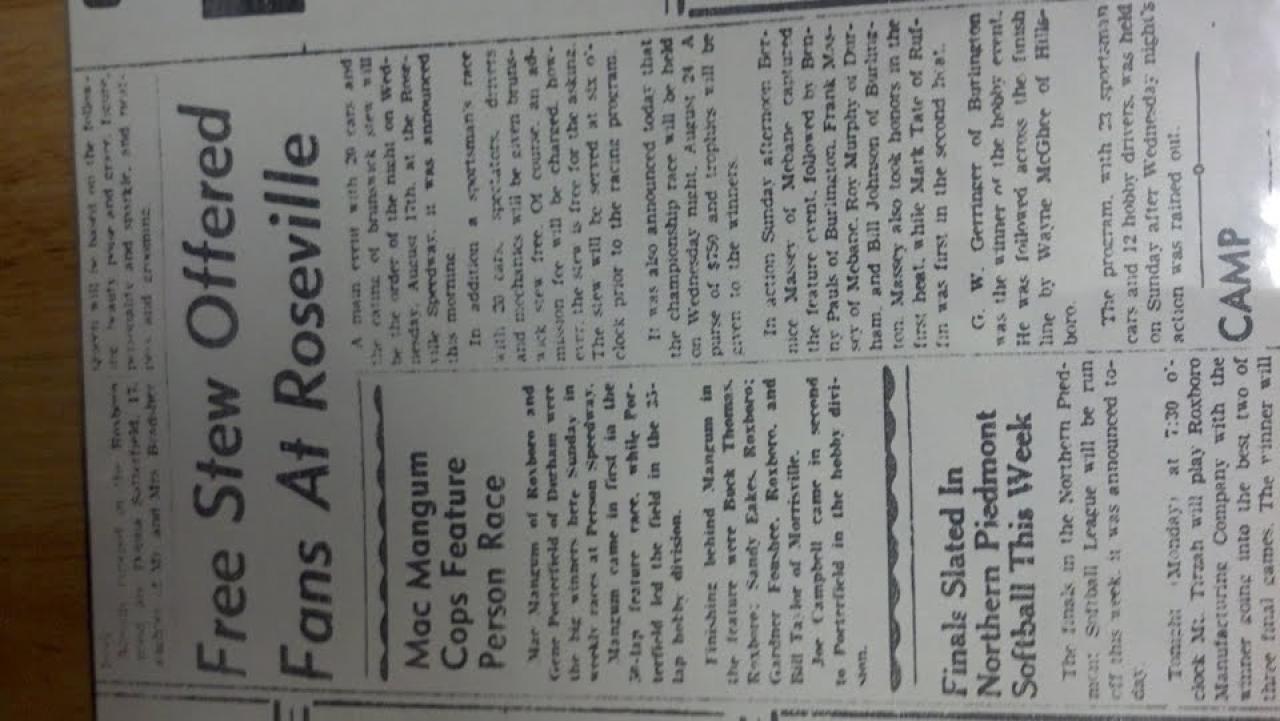 Queen will be based on the follow-
personality and sparkle, and neat-
ness and grooming.
Free Stew Offered
Fans At Roseville
Mac Mangum
Cops Feature
Person Race
Mac Mangum of Roxboro and
Gene Porterfield of Durham were
the big winners here Sunday in
weekly races at Person Speedway.
Mangum came in first in the
30-lap feature race, while Por-
terfield led the field in the 25-
lap hobby division.
Finishing behind Mangum in
the feature were Buck Thomas,
Roxboro; Sandy Eakes, Roxboro;
Gardner Foushee, Roxboro, and
Bill Taylor of Morrisville.
Joe Campbell came in second
to Porterfield in the hobby divi-
sion.
Finals Slated In
Northern Piedmont
Softball This Week
The finals in the Northern Pied-
mont Softball League will be run
off this week it was announced to-
day.
Tonight (Monday) at 7:30 o'-
clock Mt. Tirzah will play Roxboro
Manufacturing Company with the
winner going into the best two of
three final games. The winner will
A main event with 20 cars and
the eating of brunswick stew will
be the order of the night on Wed-
nesday, August 17th, at the Rose-
ville Speedway, it was announced
this morning.
In addition a sportsman's race
with 20 cars, spectators, drivers
and mechanics will be given bruns-
wick stew free. Of course, an ad-
mission fee will be charged, how-
ever, the stew is free for the asking.
The stew will be served at six o'-
clock prior to the racing program.
It was also announced today that
the championship race will be held
on Wednesday night, August 24. A
purse of $750 and trophies will be
given to the winners.
In action Sunday afternoon Ber-
nice Massey of Mebane captured
the feature event, followed by Ben-
ny Pauls of Burlington, Frank Mas-
sey of Mebane, Roy Murphy of Dur-
ham, and Bill Johnson of Burling-
ton. Massey also took honors in the
first heat, while Mark Tate of Ruf-
fin was first in the second heat.
G. W. Gerringer of Burlington
was the winner of the hobby event.
He was followed across the finish
line by Wayne McGhee of Hills-
boro.
The program, with 23 sportsman
cars and 12 hobby drivers, was held
on Sunday after Wednesday night's
action was rained out.
CAMP